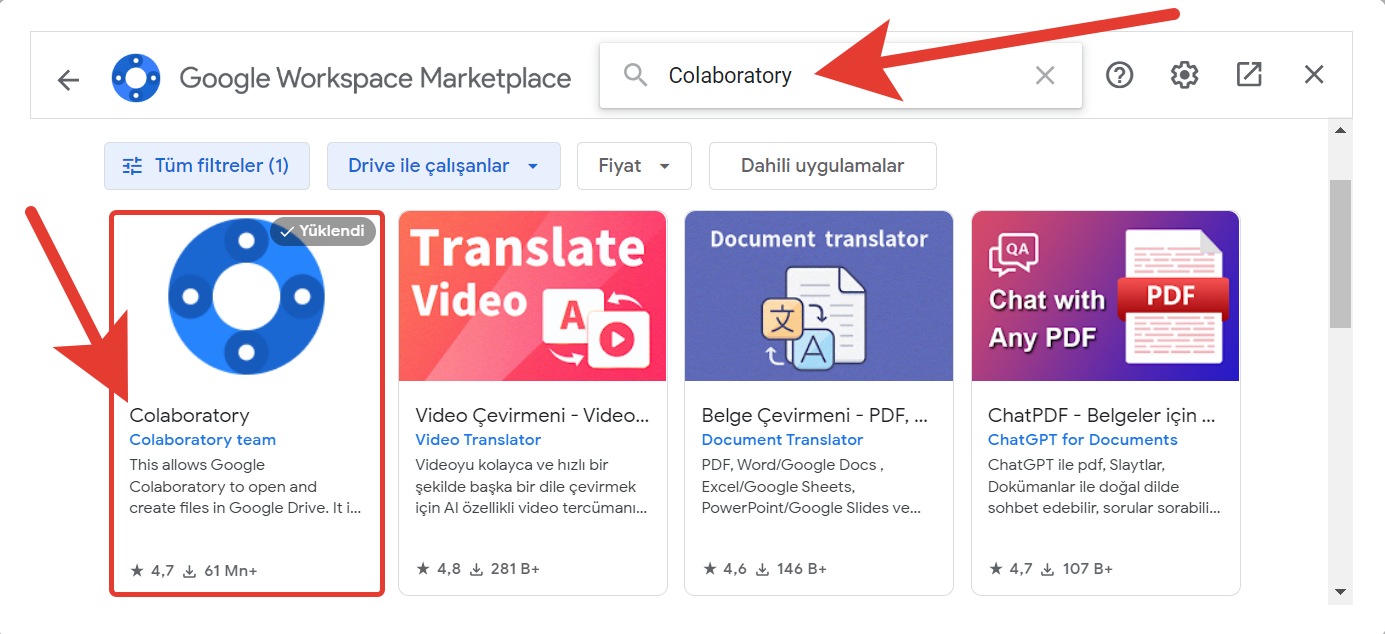 Google Workspace Marketplace
Colaboratory
Tüm filtreler (1)
Drive ile çalışanlar
Fiyat
Dahili uygulamalar
Yüklendi
Colaboratory
Colaboratory team
This allows Google
Colaboratory to open and
create files in Google Drive. It i...
4,7 61 Mn+
Translate
Video
A
Video Çevirmeni - Video...
Video Translator
Videoyu kolayca ve hızlı bir
şekilde başka bir dile çevirmek
için AI özellikli video tercümanı...
4,8 281 B+
Document translator
文
A
Belge Çevirmeni - PDF, ...
Document Translator
PDF, Word/Google Docs ,
Excel/Google Sheets,
PowerPoint/Google Slides ve...
4,6 146 B+
QA
Chat with
Any PDF
PDF
ChatPDF - Belgeler için ...
ChatGPT for Documents
ChatGPT ile pdf, Slaytlar,
Dokümanlar ile doğal dilde
sohbet edebilir, sorular sorabili...
4,7 107 B+